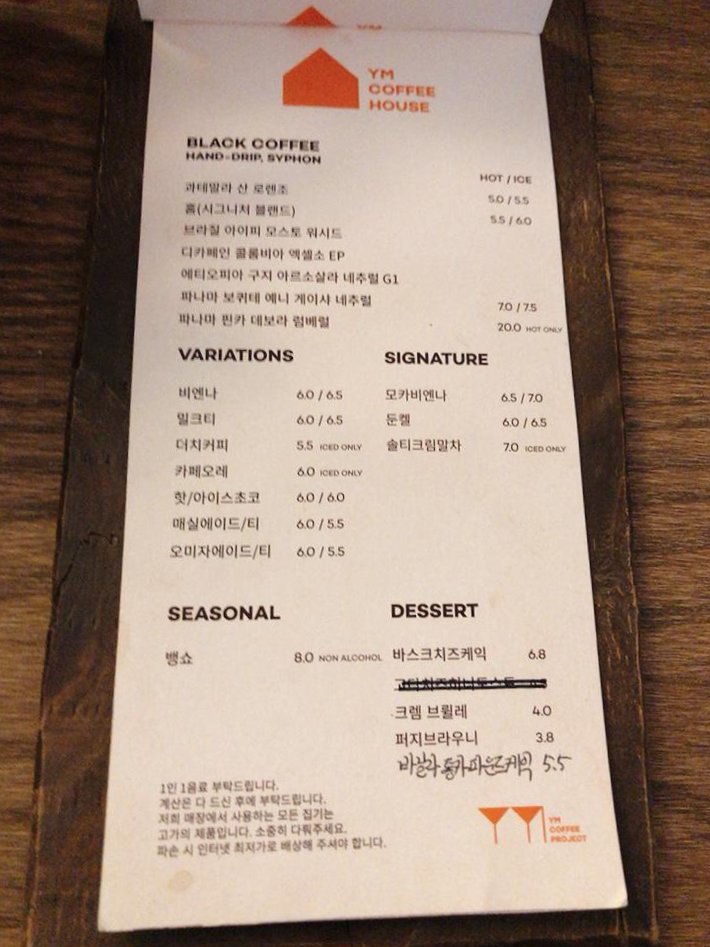 YM
COFFEE
HOUSE
BLACK COFFEE
HAND-DRIP, SYPHON
HOT / ICE
과테말라 산 로렌조 5.0 / 5.5
홈(시그니처 블렌드) 5.5 / 6.0
브라질 아이피 모스토 워시드
디카페인 콜롬비아 엑셀소 EP
에티오피아 구지 아르소살라 네추럴 G1
파나마 보퀘테 예니 게이샤 네추럴 7.0 / 7.5
파나마 핀카 데보라 럼베럴 20.0 HOT ONLY
VARIATIONS
비엔나 6.0 / 6.5
밀크티 6.0 / 6.5
더치커피 5.5 ICED ONLY
카페오레 6.0 ICED ONLY
핫/아이스초코 6.0 / 6.0
매실에이드/티 6.0 / 5.5
오미자에이드/티 6.0 / 5.5
SIGNATURE
모카비엔나 6.5 / 7.0
둔켈 6.0 / 6.5
솔티크림말차 7.0 ICED ONLY
SEASONAL
뱅쇼 8.0 NON ALCOHOL
DESSERT
바스크치즈케익 6.8
크렘 브륄레 4.0
퍼지브라우니 3.8
바닐라통카파운드케익 5.5
1인 1음료 부탁드립니다.
계산은 다 드신 후에 부탁드립니다.
저희 매장에서 사용하는 모든 집기는
고가의 제품입니다. 소중히 다뤄주세요.
파손 시 인터넷 최저가로 배상해 주셔야 합니다.
YM
COFFEE
PROJECT